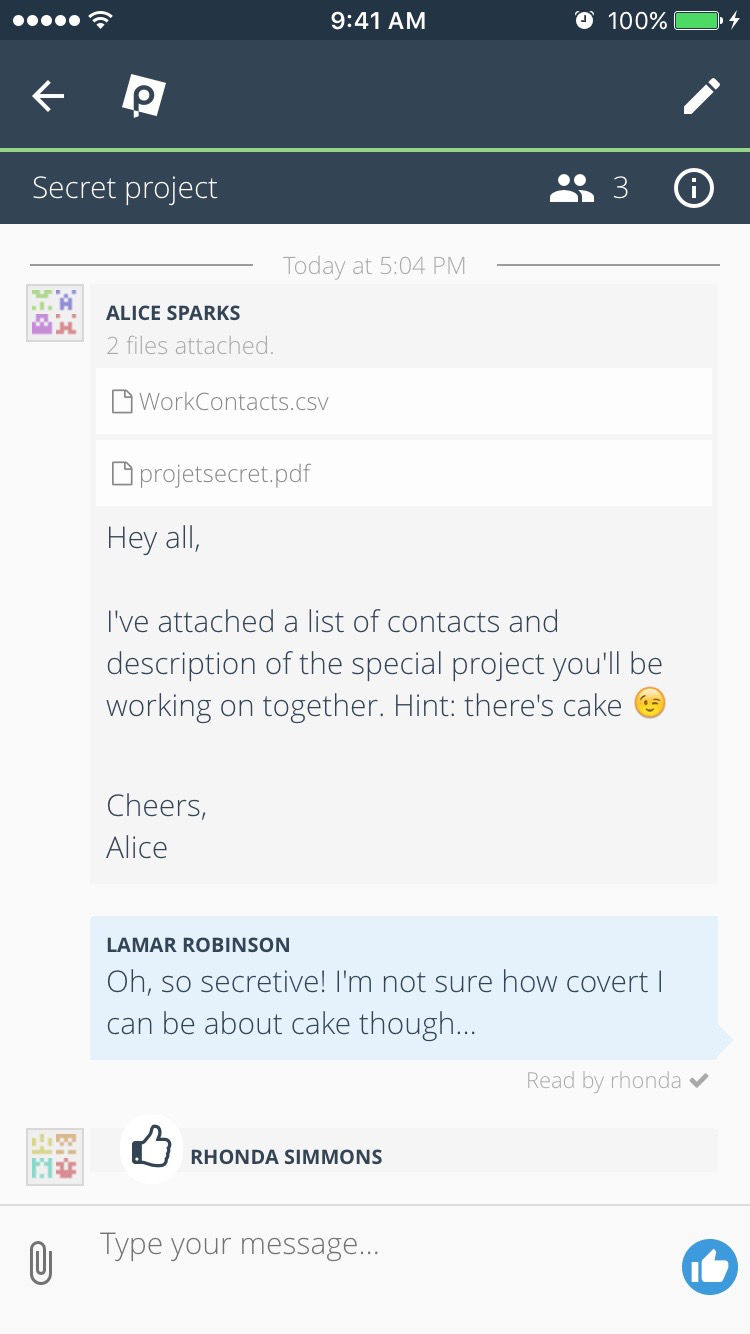 9:41 AM
100%
Secret project
3
Today at 5:04 PM
ALICE SPARKS
2 files attached.
WorkContacts.csv
projetsecret.pdf
Hey all,
I've attached a list of contacts and
description of the special project you'll be
working on together. Hint: there's cake 😉
Cheers,
Alice
LAMAR ROBINSON
Oh, so secretive! I'm not sure how covert I
can be about cake though...
Read by rhonda
RHONDA SIMMONS
Type your message...